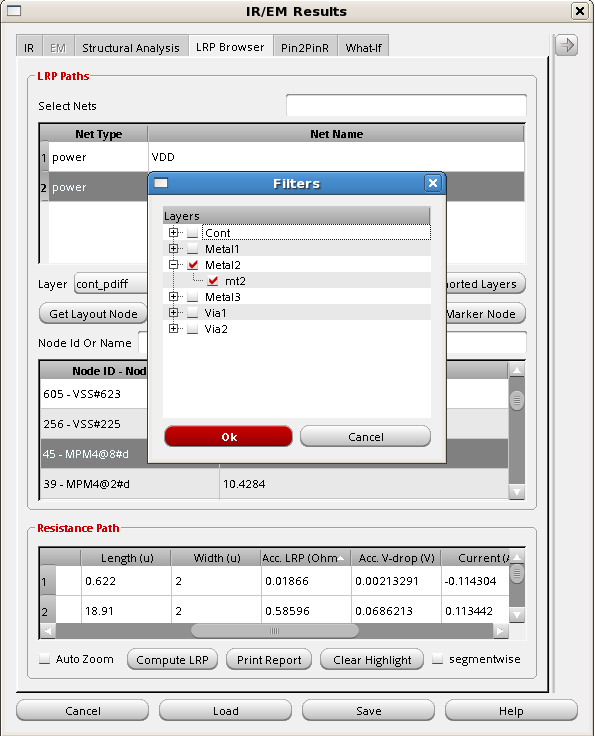 IR/EM Results
IR EM Structural Analysis LRP Browser Pin2PinR What-If
LRP Paths
Select Nets
Net Type Net Name
1 power VDD
2 power
Filters
Layers
Cont
Metal1
Metal2
mt2
Metal3
Via1
Via2
Ok Cancel
Layer cont_pdiff orted Layers
Get Layout Node Marker Node
Node Id Or Name
Node ID - Nod
605 - VSS#623
256 - VSS#225
45 - MPM4@8#d
39 - MPM4@2#d 10.4284
Resistance Path
Length (u) Width (u) Acc. LRP (Ohm Acc. V-drop (V) Current (A
1 0.622 2 0.01866 0.00213291 -0.114304
2 18.91 2 0.58596 0.0686213 0.113442
Auto Zoom Compute LRP Print Report Clear Highlight segmentwise
Cancel Load Save Help